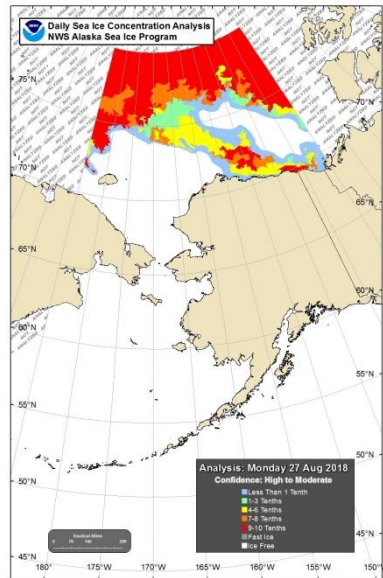 Daily Sea Ice Concentration Analysis
NWS Alaska Sea Ice Program
75°N
70°N
65°N
60°N
55°N
50°N
45°N
75°N
70°N
65°N
60°N
55°N
50°N
45°N
NOT ANALYZED
Analysis: Monday 27 Aug 2018
Confidence: High to Moderate
Less Than 1 Tenth
1-3 Tenths
4-6 Tenths
7-8 Tenths
9-10 Tenths
Fast Ice
Ice Free
Nautical Miles
180°
175°W
170°W
165°W
160°W
155°W
150°W